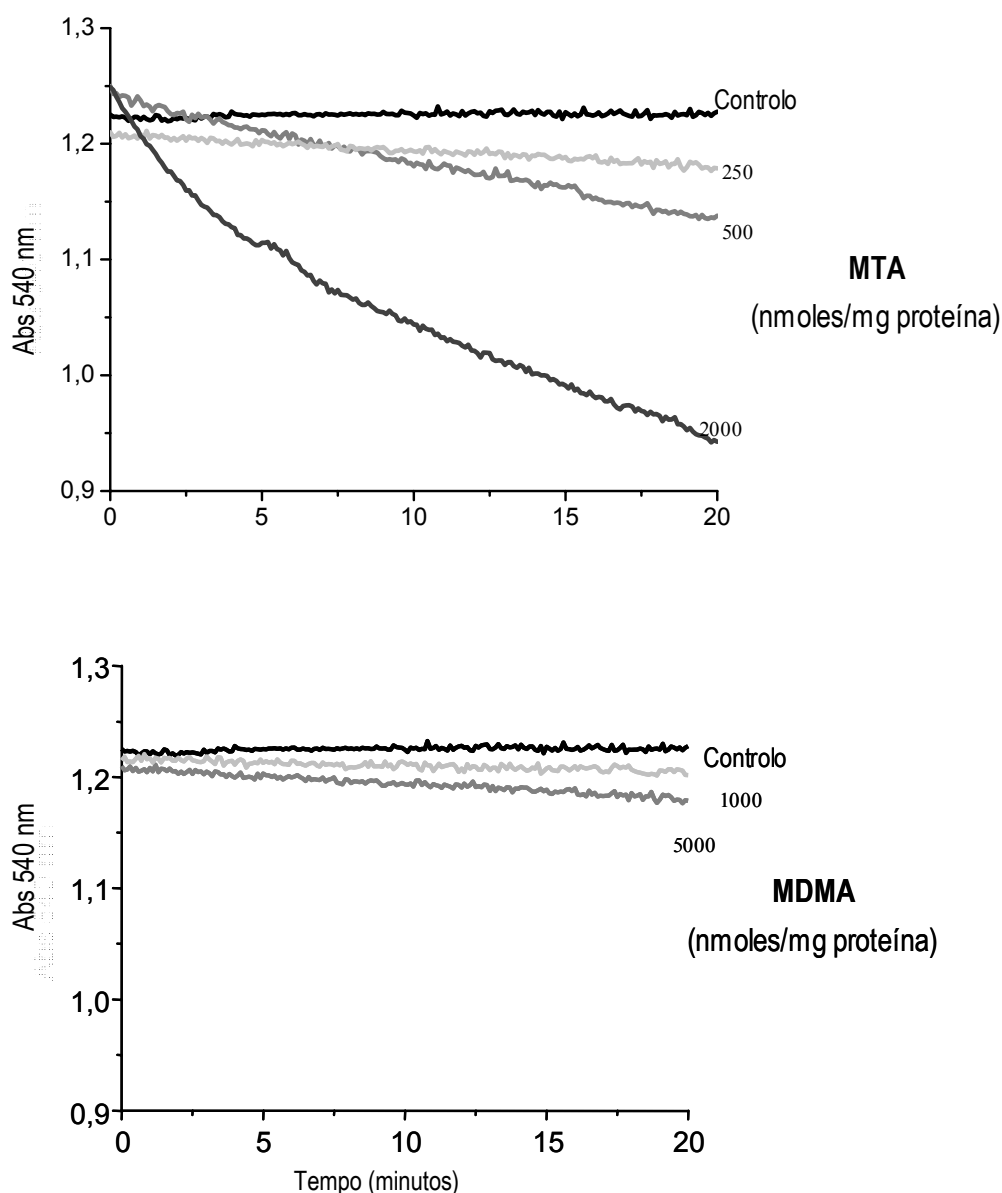 1,3
1,2
1,1
1,0
0,9
Abs 540 nm
Controlo
250
500
2000
MTA
(nmoles/mg proteína)
0 5 10 15 20
1,3
1,2
1,1
1,0
0,9
Abs 540 nm
Controlo
1000
5000
MDMA
(nmoles/mg proteína)
0 5 10 15 20
Tempo (minutos)